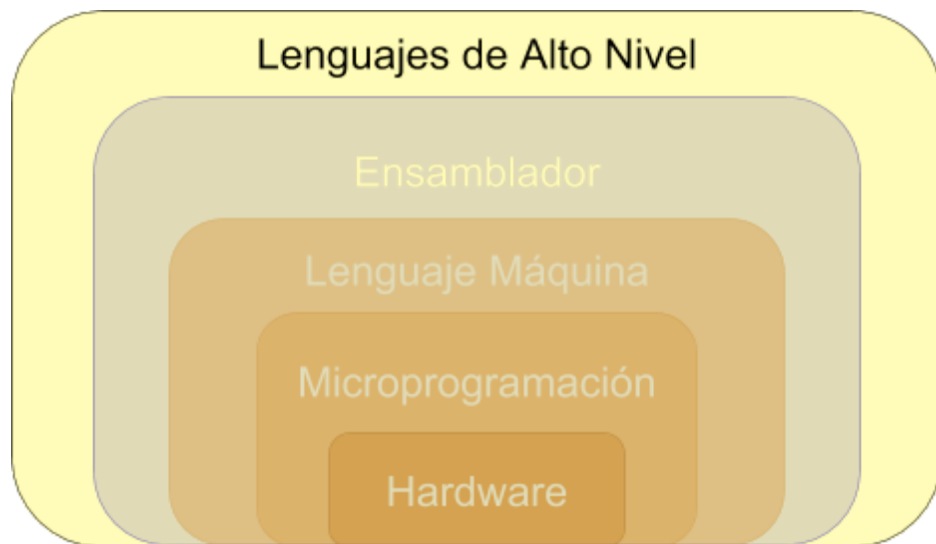 Lenguajes de Alto Nivel
Ensamblador
Lenguaje Máquina
Microprogramación
Hardware